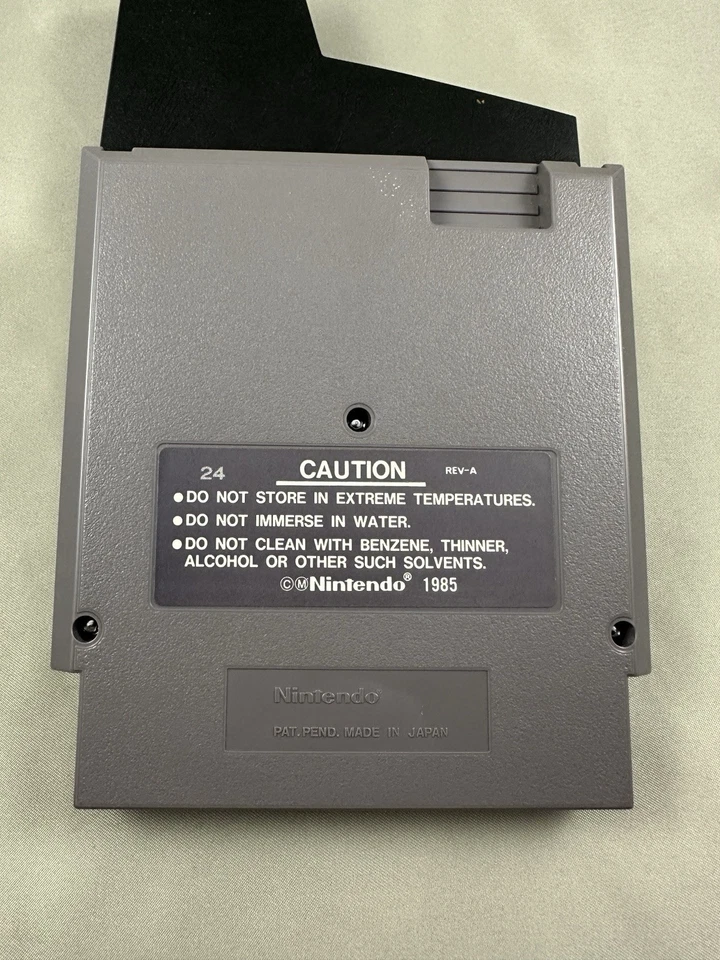 24 CAUTION REV-A
●DO NOT STORE IN EXTREME TEMPERATURES.
●DO NOT IMMERSE IN WATER.
●DO NOT CLEAN WITH BENZENE, THINNER,
ALCOHOL OR OTHER SUCH SOLVENTS.
ⒸⓂNintendo® 1985
Nintendo®
PAT.PEND. MADE IN JAPAN